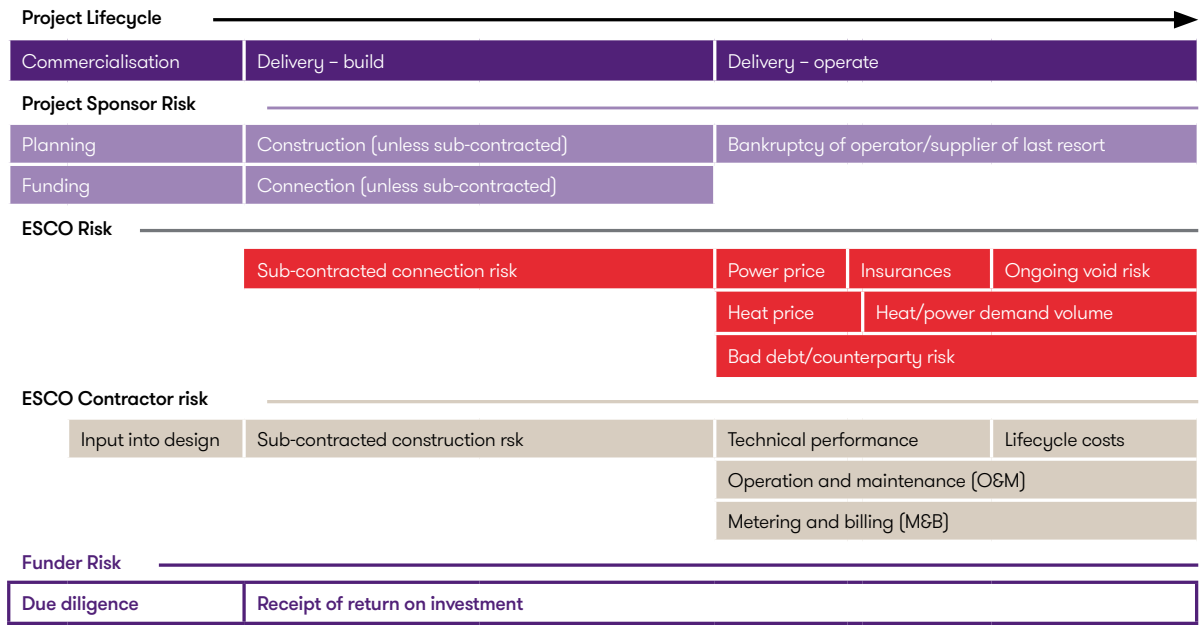 Project Lifecycle
Commercialisation Delivery – build Delivery – operate
Project Sponsor Risk
Planning Construction (unless sub-contracted) Bankruptcy of operator/supplier of last resort
Funding Connection (unless sub-contracted)
ESCO Risk
Sub-contracted connection risk Power price Insurances Ongoing void risk
Heat price Heat/power demand volume
Bad debt/counterparty risk
ESCO Contractor risk
Input into design Sub-contracted construction rsk Technical performance Lifecycle costs
Operation and maintenance (O&M)
Metering and billing (M&B)
Funder Risk
Due diligence Receipt of return on investment